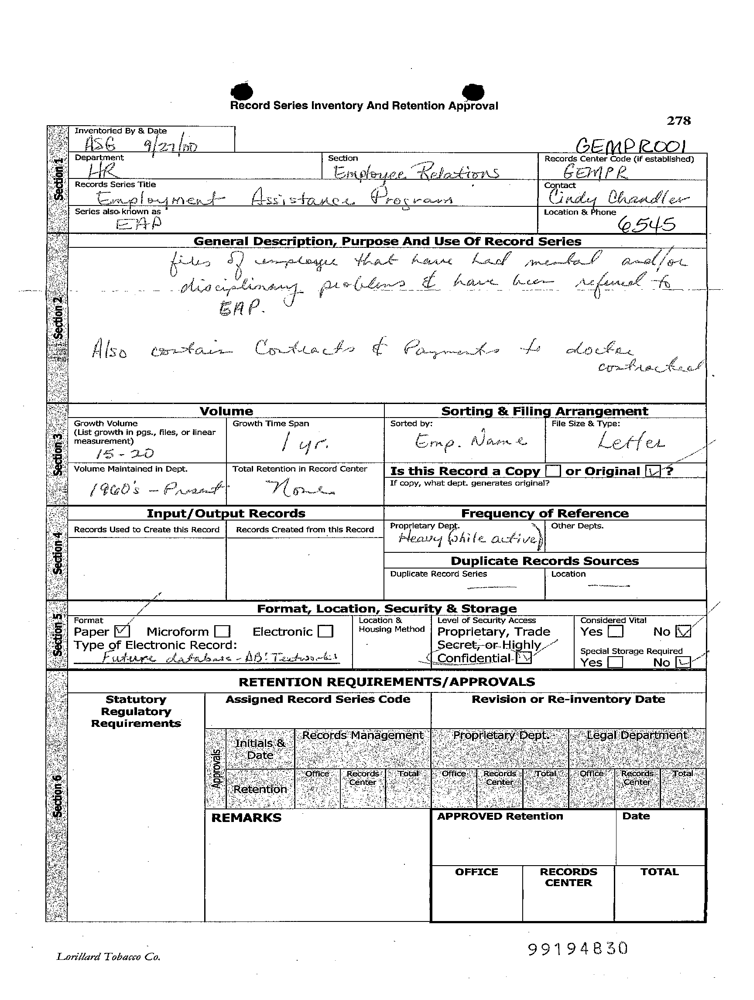 Record Series Inventory And Retention Approval
278
Inventoried By & Date
ASG 9/27/00
GEMPR001
Department
HR
Section
Employee Relations
Records Center Code (if established)
GEMPR
Records Series Title
Employment Assistance Program
Contact
Cindy Chandler
Series also known as
EAP
Location & Phone
6545
Section 1
General Description, Purpose And Use Of Record Series
files of employee that have had mental and/or
disciplinary problems & have been referred to
EAP.
Also contain Contracts & Payments to doctor
contracted
Section 2
Volume
Sorting & Filing Arrangement
Growth Volume
(List growth in pgs., files, or linear
measurement)
15-20
Growth Time Span
1 yr.
Sorted by:
Emp. Name
File Size & Type:
Letter
Volume Maintained in Dept.
1960's - Present
Total Retention in Record Center
None
Is this Record a Copy or Original ?
If copy, what dept. generates original?
Section 3
Input/Output Records
Frequency of Reference
Records Used to Create this Record
Records Created from this Record
Proprietary Dept.
Heavy (while active)
Other Depts.
Duplicate Records Sources
Duplicate Record Series
Location
Section 4
Format, Location, Security & Storage
Format
Paper Microform Electronic
Type of Electronic Record:
Future database - DB! Textworks
Location &
Housing Method
Level of Security Access
Proprietary, Trade
Secret, or Highly
Confidential
Considered Vital
Yes No
Special Storage Required
Yes No
Section 5
RETENTION REQUIREMENTS/APPROVALS
Statutory
Regulatory
Requirements
Assigned Record Series Code
Revision or Re-inventory Date
Approvals
Initials &
Date
Records Management
Proprietary Dept.
Legal Department
Retention
Office Records Center Total Office Records Center Total Office Records Center Total
Section 6
REMARKS
APPROVED Retention
Date
OFFICE
RECORDS
CENTER
TOTAL
Lorillard Tobacco Co.
99194830